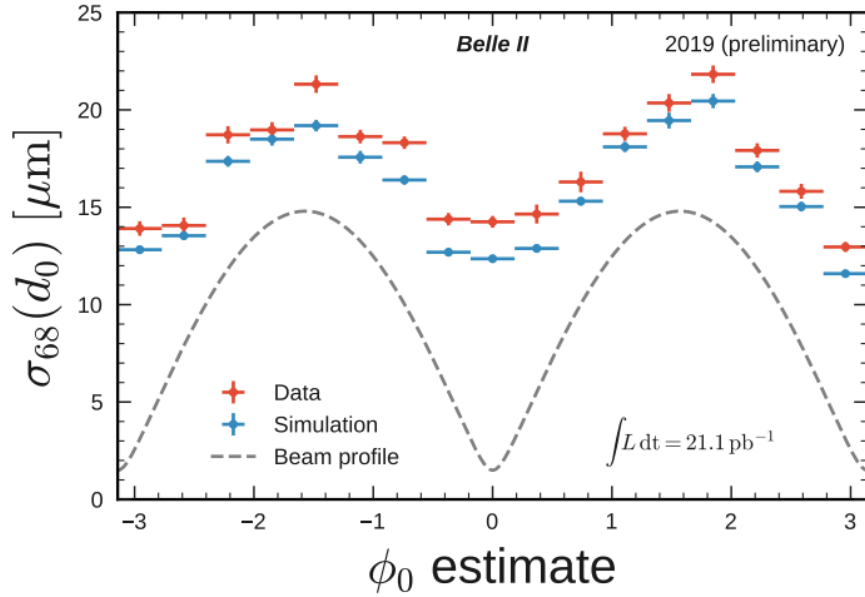 25
20
15
10
5
0
σ68(d0) [μm]
Belle II
2019 (preliminary)
Data
Simulation
Beam profile
∫L dt = 21.1 pb⁻¹
−3 −2 −1 0 1 2 3
ϕ0 estimate